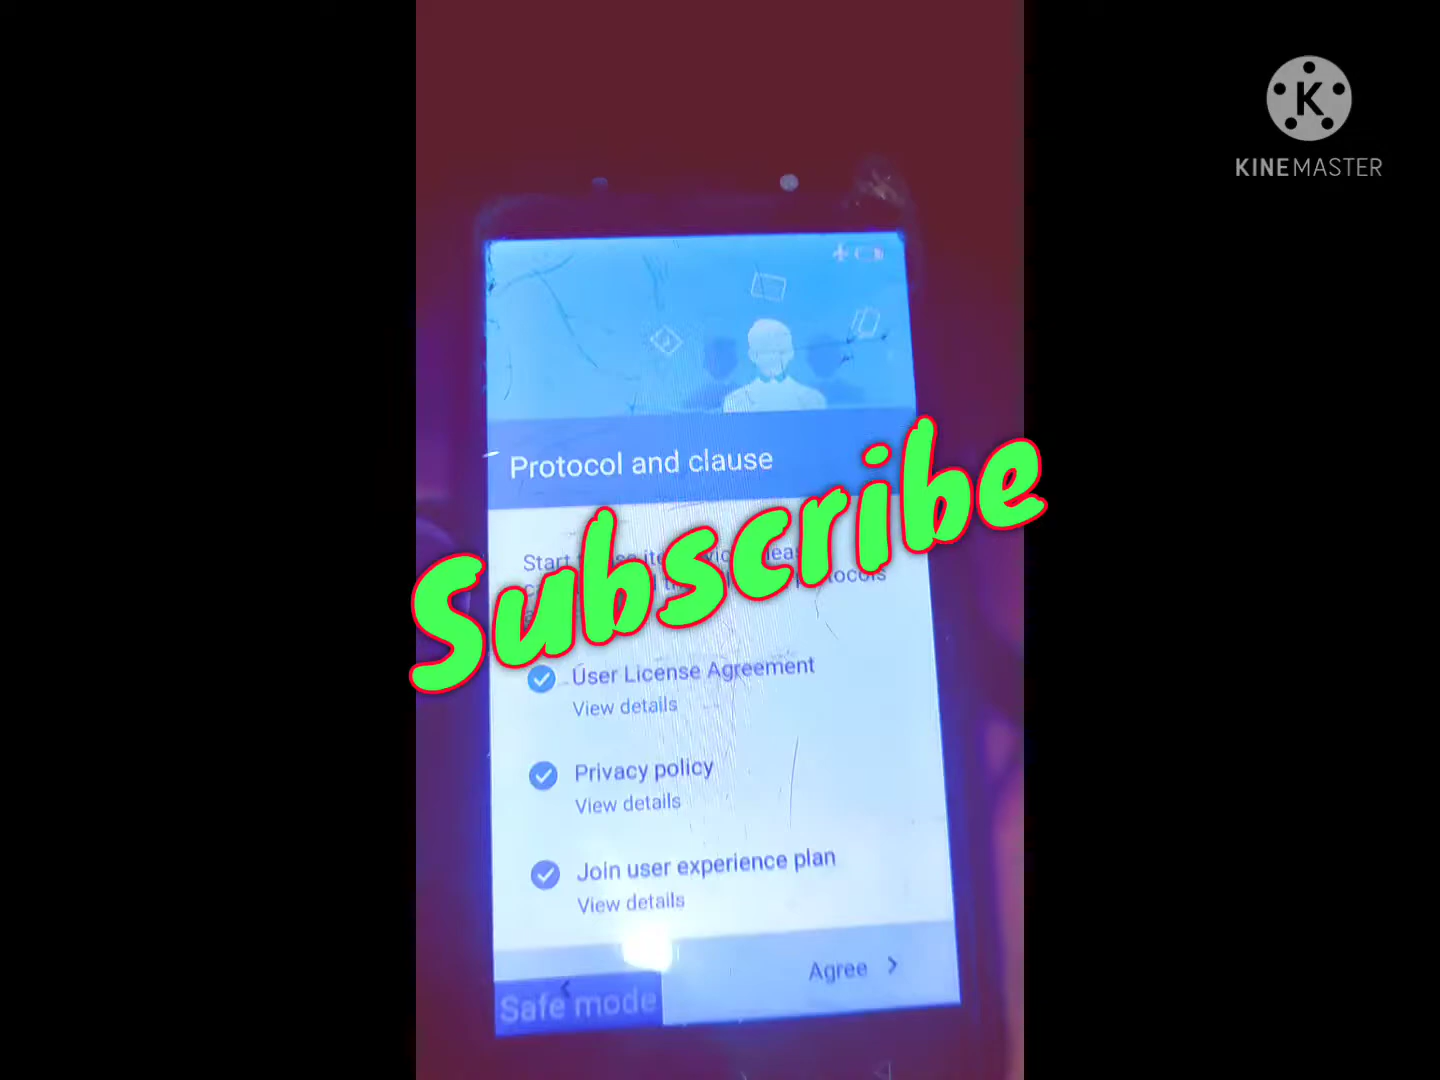 KINEMASTER
Protocol and clause
Start
Subscribe
User License Agreement
View details
Privacy policy
View details
Join user experience plan
View details
Agree
Safe mode